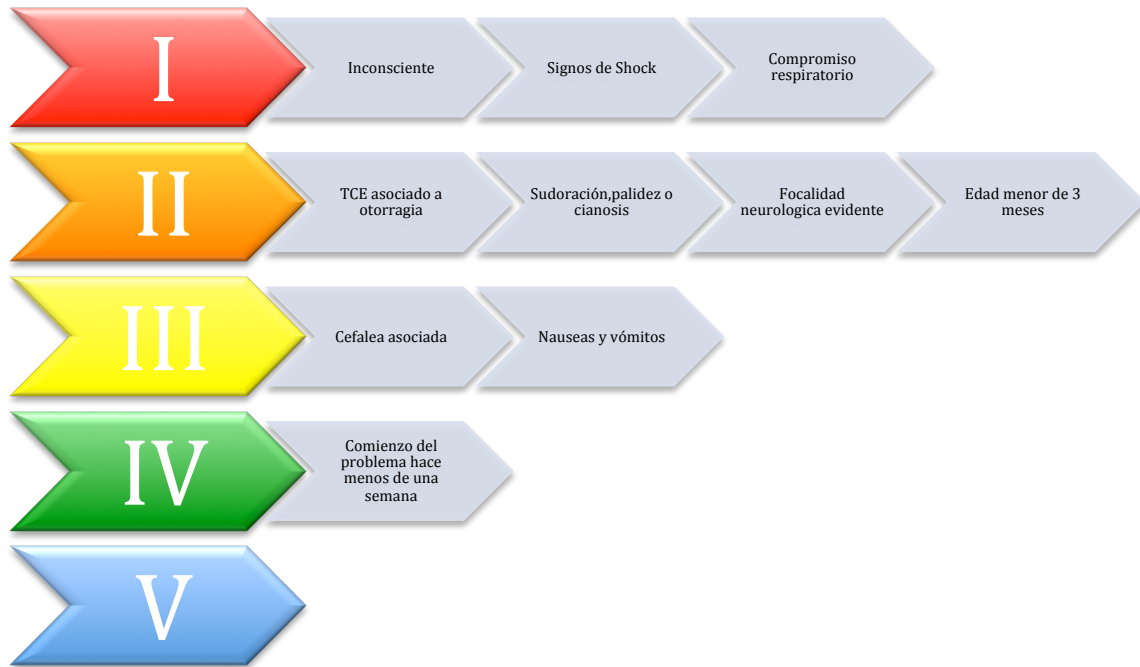 I
Inconsciente
Signos de Shock
Compromiso
respiratorio
II
TCE asociado a
otorragia
Sudoración,palidez o
cianosis
Focalidad
neurologica evidente
Edad menor de 3
meses
III
Cefalea asociada
Nauseas y vómitos
IV
Comienzo del
problema hace
menos de una
semana
V